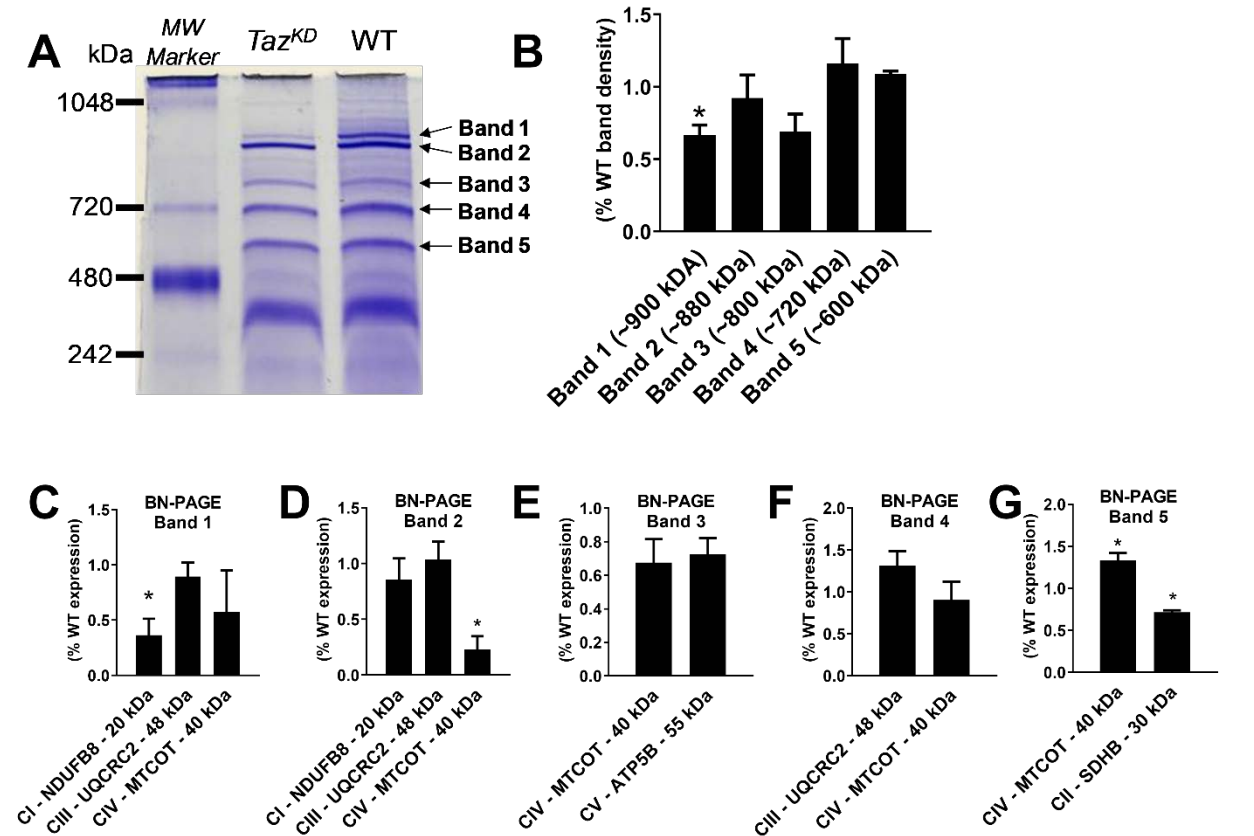 A
kDa
MW
Marker
Taz^KD
WT
1048
720
480
242
Band 1
Band 2
Band 3
Band 4
Band 5
B
(% WT band density)
1.5
1.0
0.5
0.0
*
Band 1 (~900 kDA)
Band 2 (~880 kDa)
Band 3 (~800 kDa)
Band 4 (~720 kDa)
Band 5 (~600 kDa)
C
BN-PAGE
Band 1
(% WT expression)
1.5
1.0
0.5
0.0
*
CI - NDUFB8 - 20 kDa
CIII - UQCRC2 - 48 kDa
CIV - MTCOT - 40 kDa
D
BN-PAGE
Band 2
(% WT expression)
1.5
1.0
0.5
0.0
*
CI - NDUFB8 - 20 kDa
CIII - UQCRC2 - 48 kDa
CIV - MTCOT - 40 kDa
E
BN-PAGE
Band 3
(% WT expression)
1.0
0.8
0.6
0.4
0.2
0.0
CIV - MTCOT - 40 kDa
CV - ATP5B - 55 kDa
F
BN-PAGE
Band 4
(% WT expression)
2.0
1.5
1.0
0.5
0.0
CIII - UQCRC2 - 48 kDa
CIV - MTCOT - 40 kDa
G
BN-PAGE
Band 5
(% WT expression)
2.0
1.5
1.0
0.5
0.0
*
*
CIV - MTCOT - 40 kDa
CII - SDHB - 30 kDa